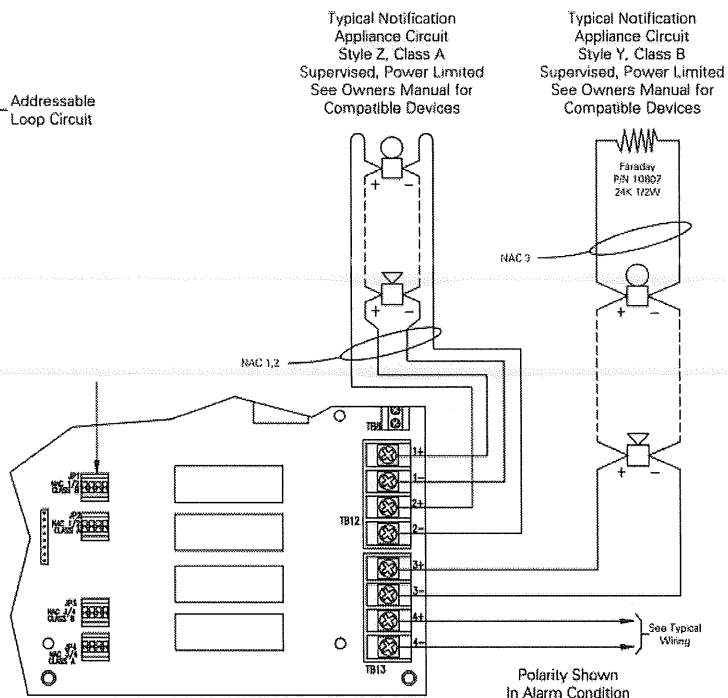 Typical Notification
Appliance Circuit
Style Z, Class A
Supervised, Power Limited
See Owners Manual for
Compatible Devices
Typical Notification
Appliance Circuit
Style Y, Class B
Supervised, Power Limited
See Owners Manual for
Compatible Devices
Addressable
Loop Circuit
Faraday
P/N 10807
24K 1/2W
+ -
NAC 3
+ -
+ -
NAC 1,2
+ -
JP1
NAC 1/2
CLASS B
NAC 1/2
CLASS A
NAC 3/4
CLASS B
NAC 3/4
CLASS A
TB12
1+
1-
2+
2-
3+
3-
4+
4-
TB13
See Typical
Wiring
Polarity Shown
In Alarm Condition